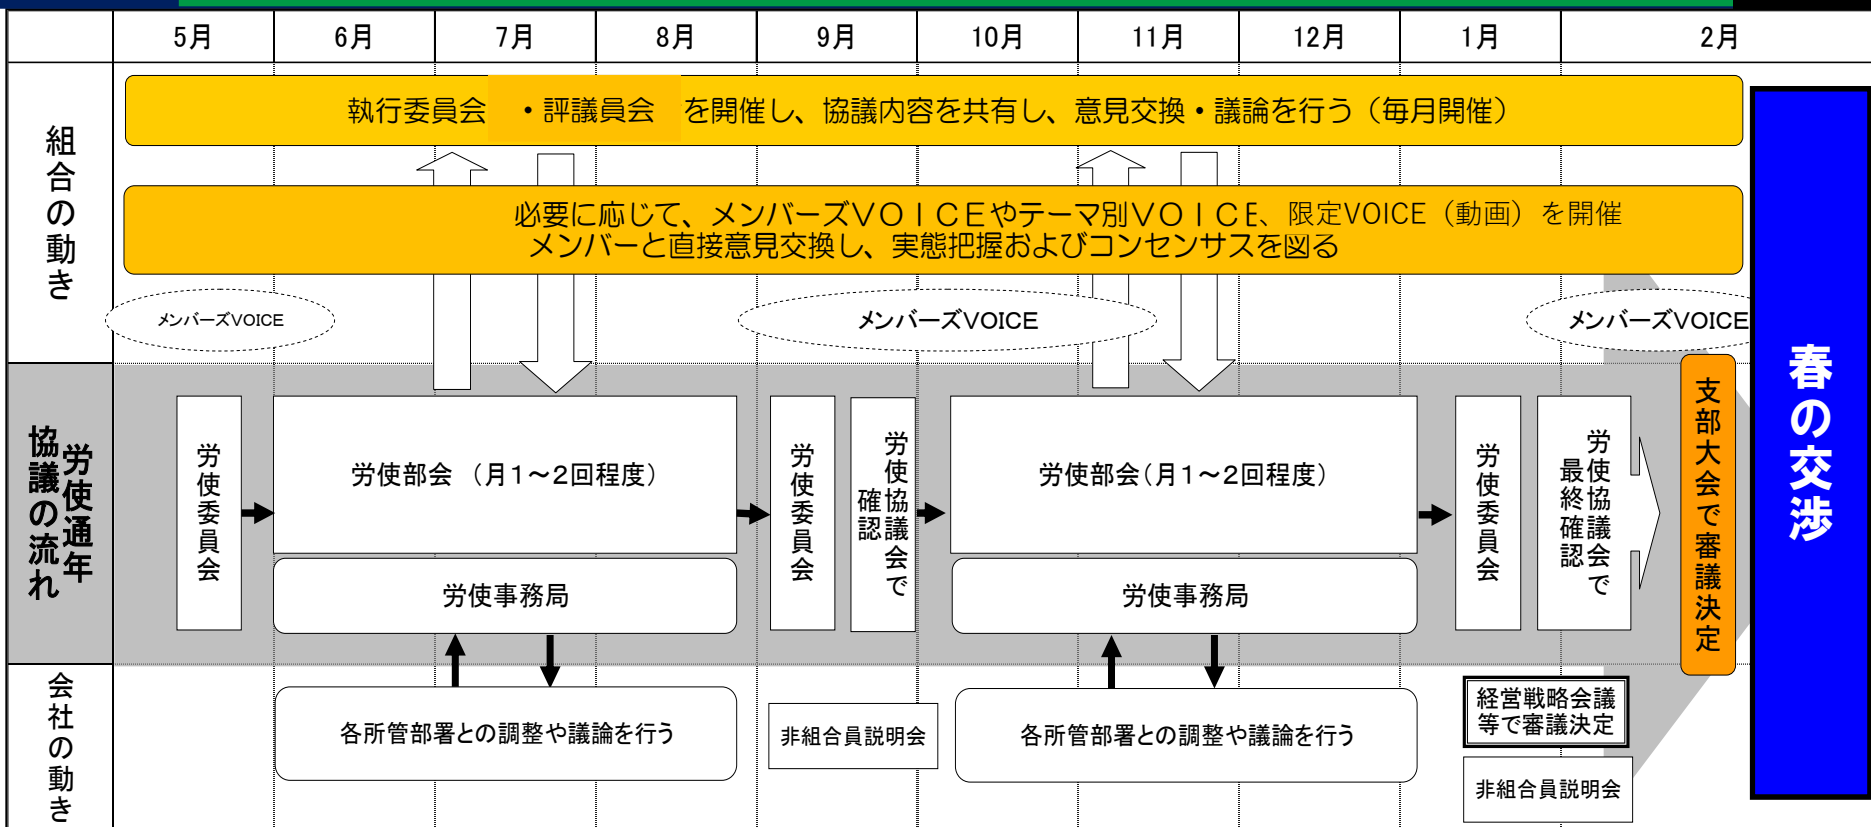 5月 6月 7月 8月 9月 10月 11月 12月 1月 2月
組合の動き
執行委員会 ・評議員会 を開催し、協議内容を共有し、意見交換・議論を行う（毎月開催）
必要に応じて、メンバーズＶＯＩＣＥやテーマ別ＶＯＩＣE、限定VOICE（動画）を開催
メンバーと直接意見交換し、実態把握およびコンセンサスを図る
メンバーズVOICE
メンバーズVOICE
メンバーズVOICE
労使通年
協議の流れ
労使委員会
労使部会 （月１～２回程度）
労使事務局
労使委員会
労使協議会で
確認
労使部会（月１～２回程度）
労使事務局
労使委員会
労使協議会で
最終確認
支部大会で審議決定
春の交渉
会社の動き
各所管部署との調整や議論を行う
非組合員説明会
各所管部署との調整や議論を行う
経営戦略会議
等で審議決定
非組合員説明会